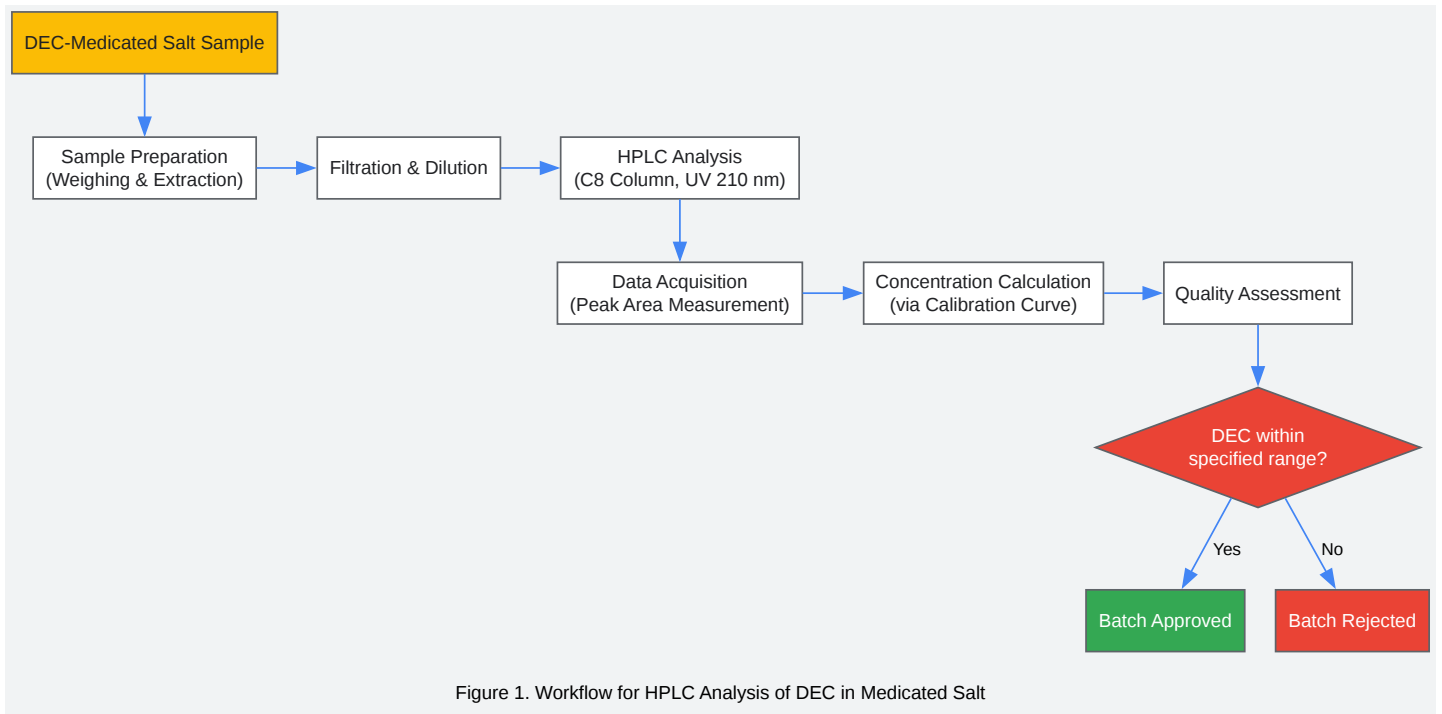 DEC-Medicated Salt Sample
Sample Preparation
(Weighing & Extraction)
Filtration & Dilution
HPLC Analysis
(C8 Column, UV 210 nm)
Data Acquisition
(Peak Area Measurement)
Concentration Calculation
(via Calibration Curve)
Quality Assessment
DEC within
specified range?
Yes
No
Batch Approved
Batch Rejected
Figure 1. Workflow for HPLC Analysis of DEC in Medicated Salt